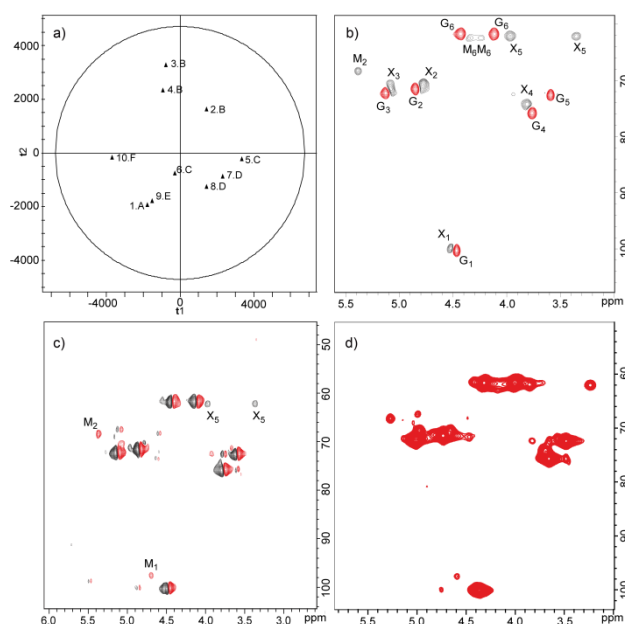 a)
4000
2000
0
-2000
-4000
t2
3.B
4.B
2.B
10.F
6.C
5.C
7.D
8.D
9.E
1.A
-4000 0 4000
t1
b)
G6 G6
M6 M6 X5 X5
M2
X3 X2
G3 G2
X4 G5
G4
X1
G1
60
70
80
90
100
5.5 5.0 4.5 4.0 3.5 ppm
c)
M2
X5 X5
M1
50
60
70
80
90
100
6.0 5.5 5.0 4.5 4.0 3.5 3.0 ppm
d)
60
70
80
90
100
5.5 5.0 4.5 4.0 3.5 ppm